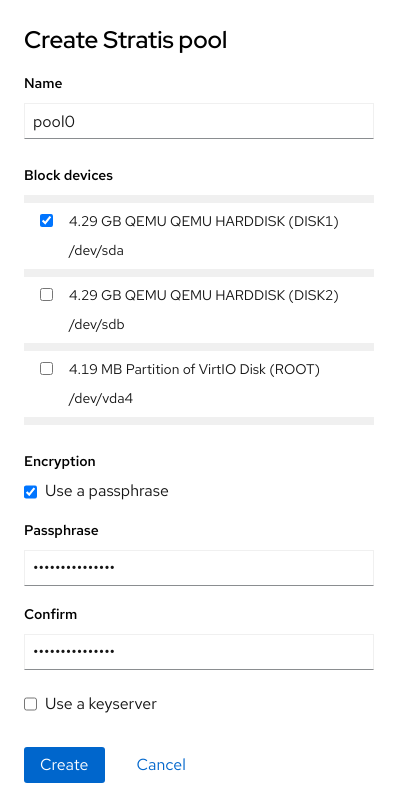 Create Stratis pool
Name
pool0
Block devices
4.29 GB QEMU QEMU HARDDISK (DISK1)
/dev/sda
4.29 GB QEMU QEMU HARDDISK (DISK2)
/dev/sdb
4.19 MB Partition of VirtIO Disk (ROOT)
/dev/vda4
Encryption
Use a passphrase
Passphrase
•••••••••••••••
Confirm
•••••••••••••••
Use a keyserver
Create Cancel